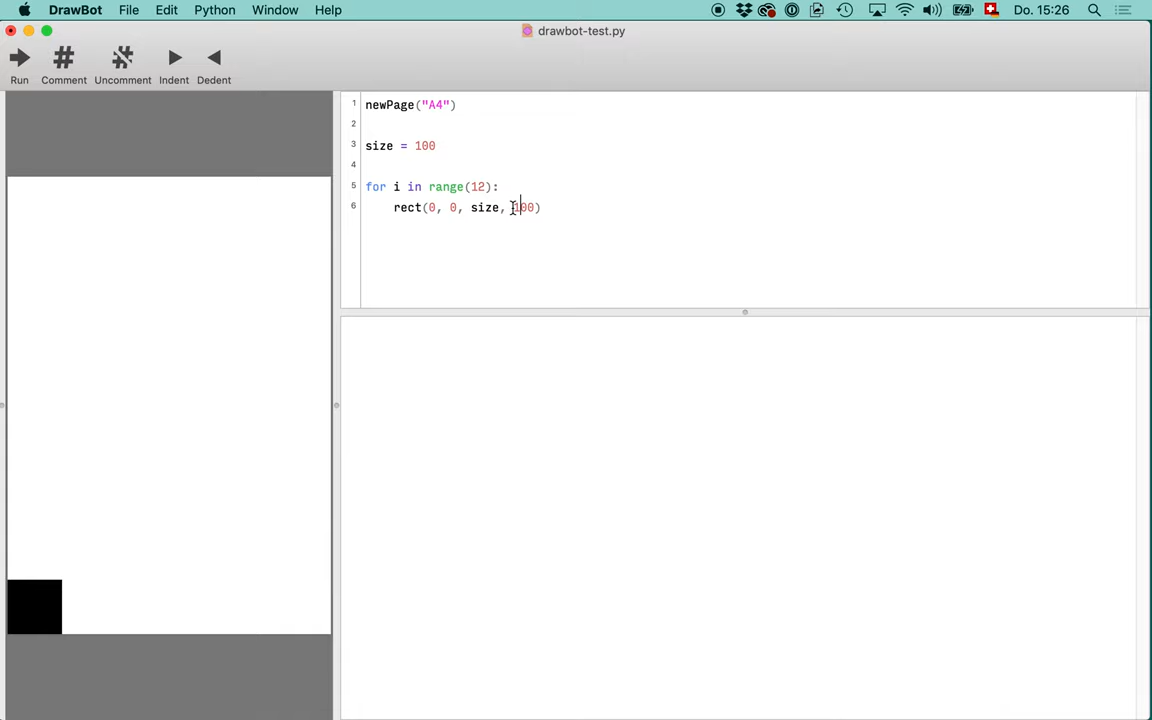 DrawBot File Edit Python Window Help Do. 15:26
drawbot-test.py
Run Comment Uncomment Indent Dedent
1 newPage("A4")
2
3 size = 100
4
5 for i in range(12):
6 rect(0, 0, size, 100)